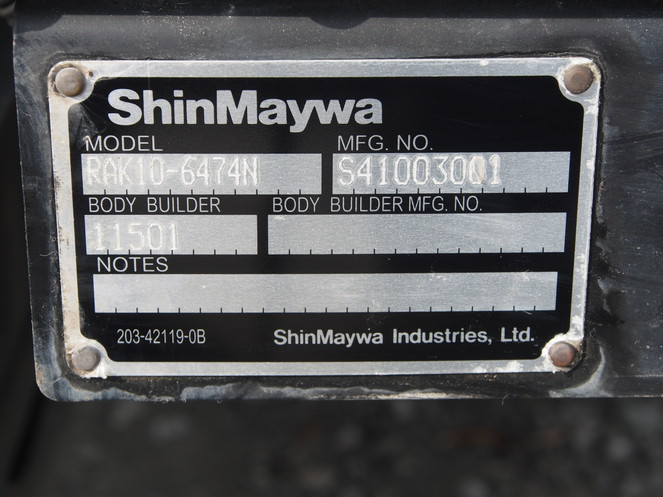 ShinMaywa
MODEL MFG. NO.
RAK10-6474N S41003001
BODY BUILDER BODY BUILDER MFG. NO.
11501
NOTES
203-42119-0B ShinMaywa Industries, Ltd.